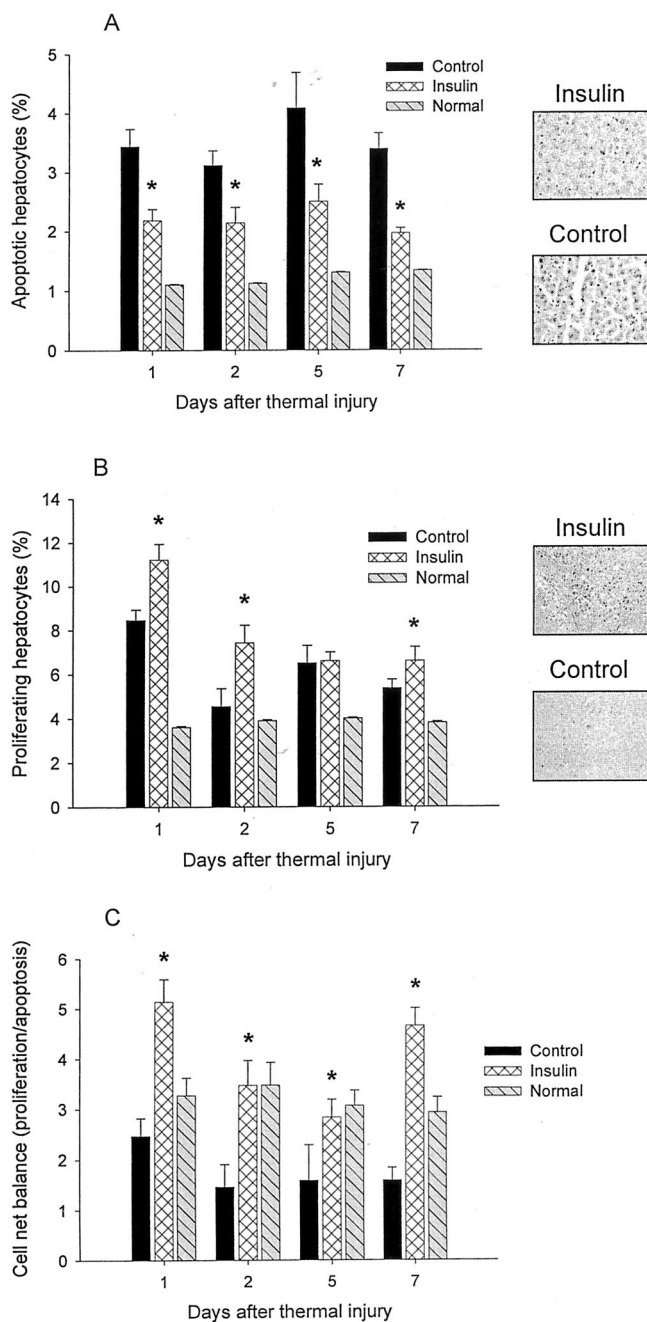 A
Apoptotic hepatocytes (%)
5
4
3
2
1
0
Control
Insulin
Normal
*
*
*
*
1
2
5
7
Days after thermal injury
Insulin
Control
B
Proliferating hepatocytes (%)
14
12
10
8
6
4
2
0
Control
Insulin
Normal
*
*
*
1
2
5
7
Days after thermal injury
Insulin
Control
C
Cell net balance (proliferation/apoptosis)
6
5
4
3
2
1
0
*
*
*
*
Control
Insulin
Normal
1
2
5
7
Days after thermal injury